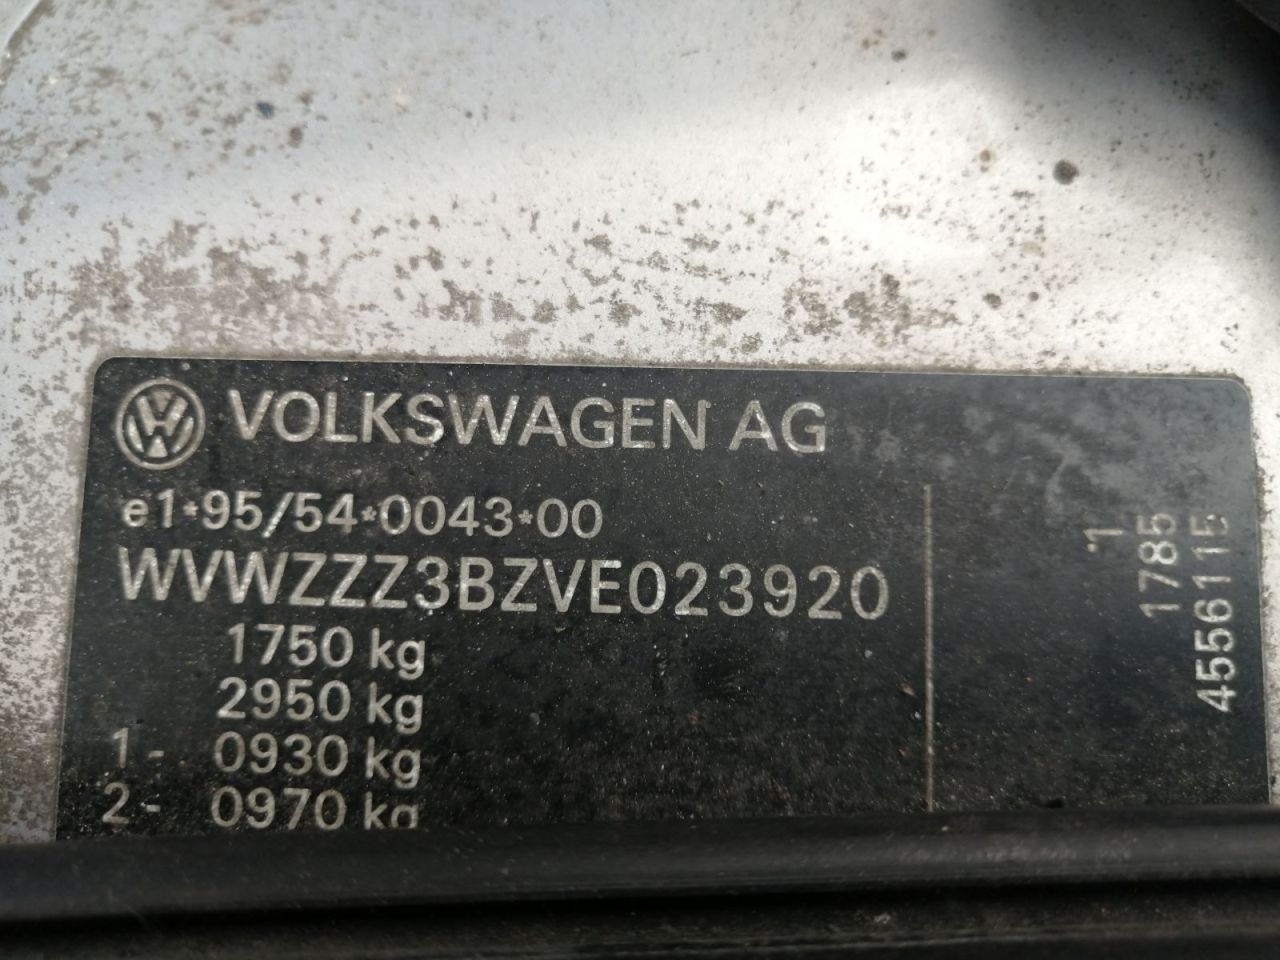 VOLKSWAGEN AG
e1*95/54*0043*00
WVWZZZ3BZVE023920
1750 kg
2950 kg
1- 0930 kg
2- 0970 kg
1
1785
4556115